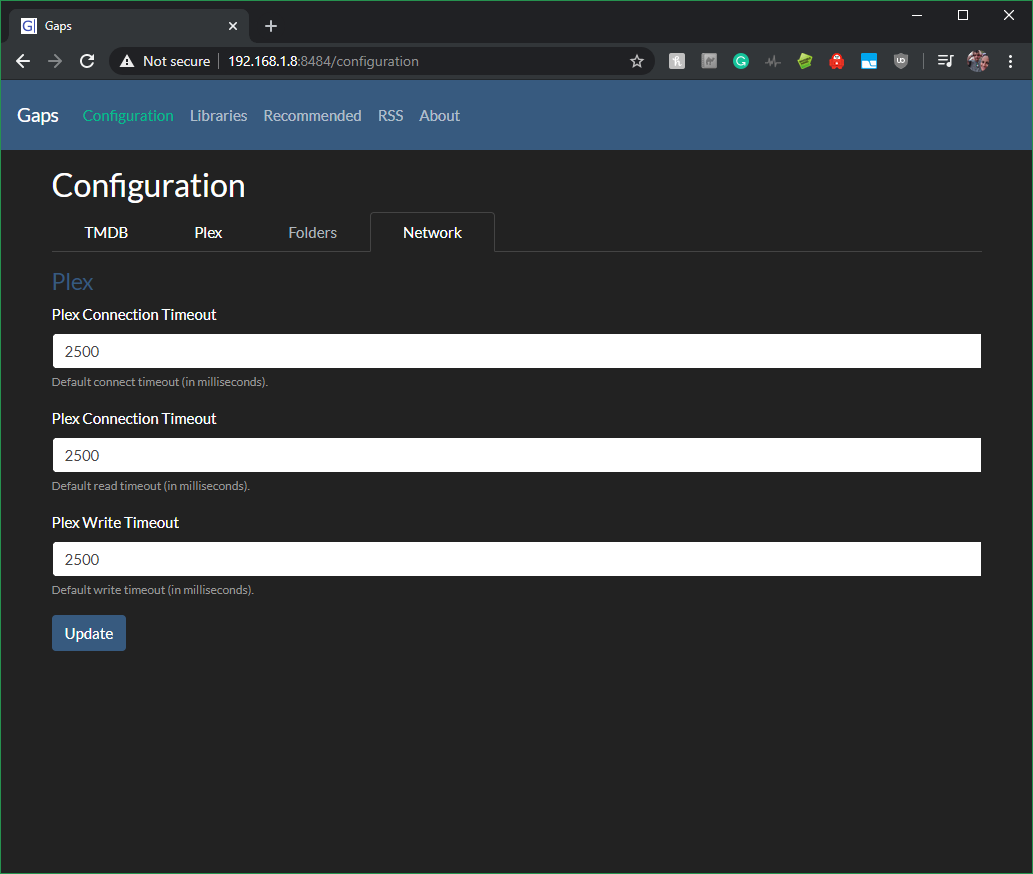 G Gaps
Not secure 192.168.1.8:8484/configuration
Gaps Configuration Libraries Recommended RSS About
Configuration
TMDB Plex Folders Network
Plex
Plex Connection Timeout
2500
Default connect timeout (in milliseconds).
Plex Connection Timeout
2500
Default read timeout (in milliseconds).
Plex Write Timeout
2500
Default write timeout (in milliseconds).
Update